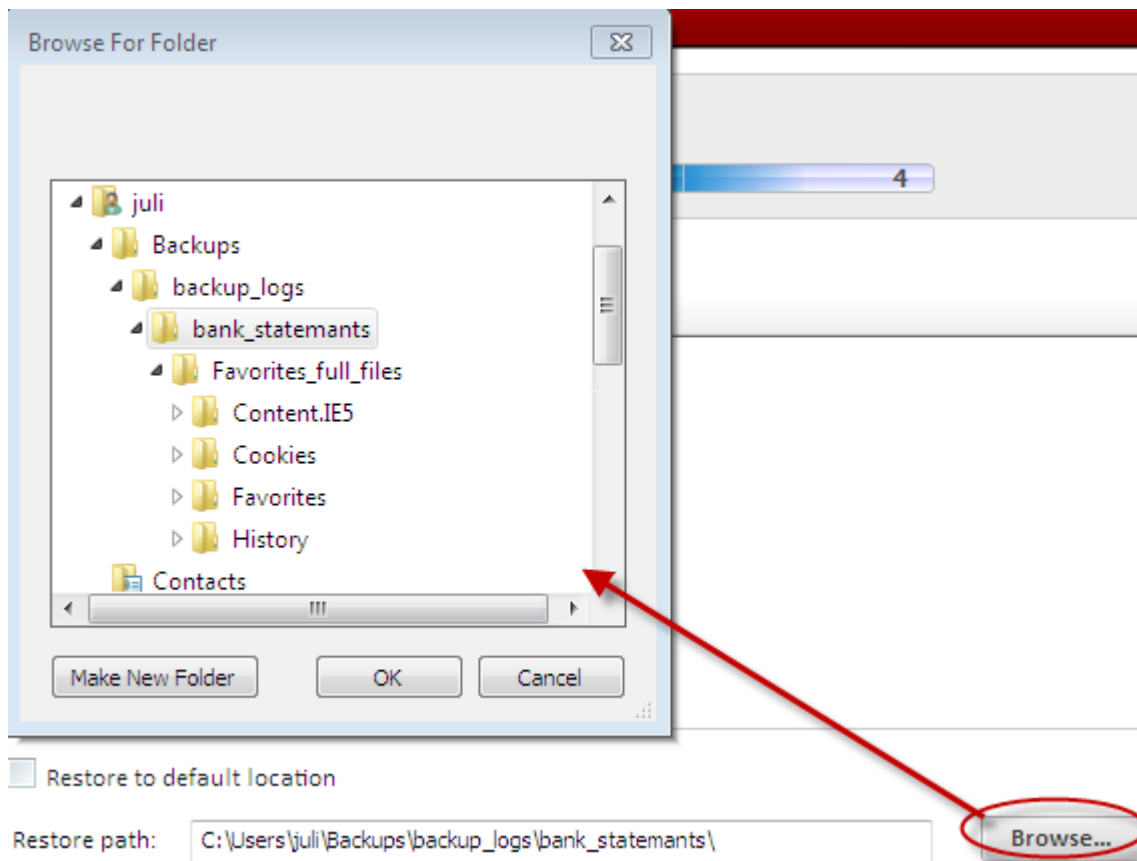 Browse For Folder
4
juli
Backups
backup_logs
bank_statemants
Favorites_full_files
Content.IE5
Cookies
Favorites
History
Contacts
Make New Folder OK Cancel
Restore to default location
Restore path: C:\Users\juli\Backups\backup_logs\bank_statemants\ Browse...